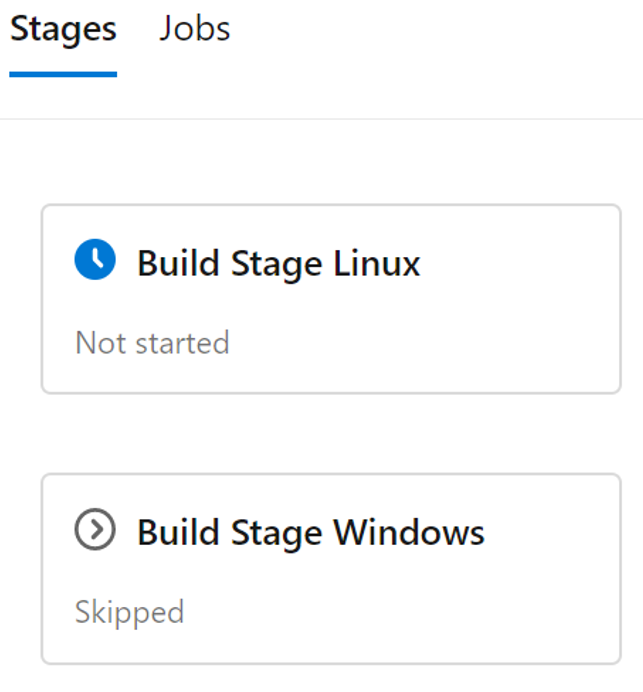 Stages Jobs
Build Stage Linux
Not started
Build Stage Windows
Skipped